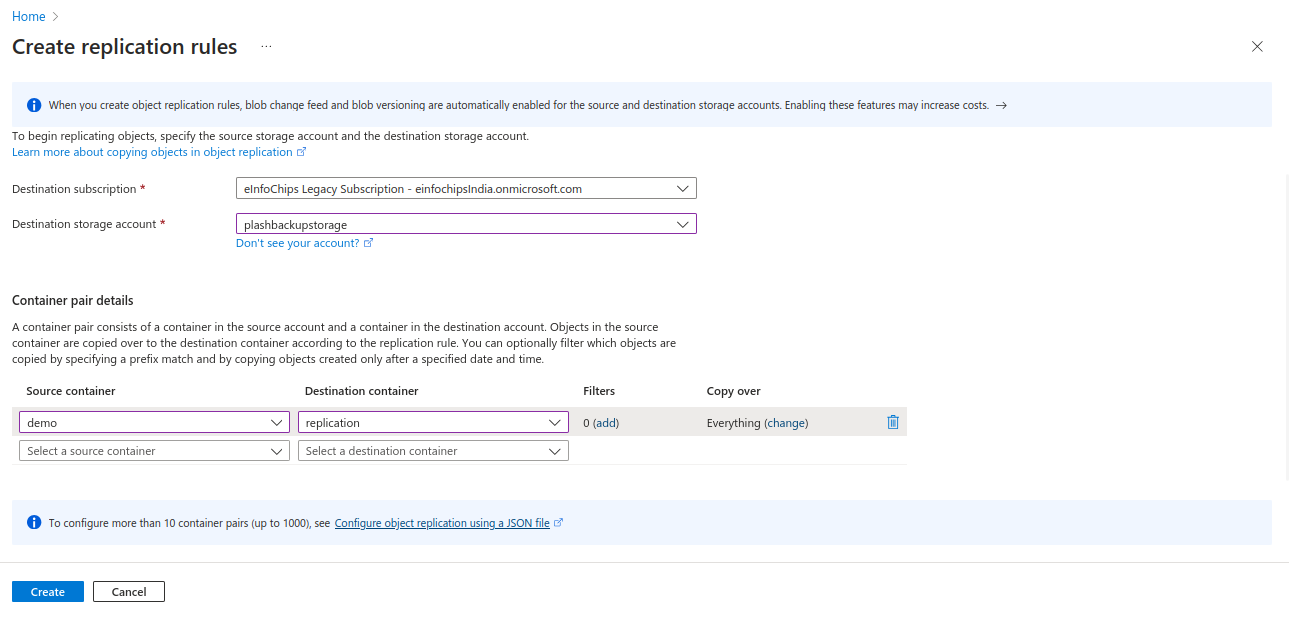 Home
Create replication rules ...
When you create object replication rules, blob change feed and blob versioning are automatically enabled for the source and destination storage accounts. Enabling these features may increase costs. →
To begin replicating objects, specify the source storage account and the destination storage account.
Learn more about copying objects in object replication
Destination subscription * eInfoChips Legacy Subscription - einfochipsIndia.onmicrosoft.com
Destination storage account * plashbackupstorage
Don't see your account?
Container pair details
A container pair consists of a container in the source account and a container in the destination account. Objects in the source
container are copied over to the destination container according to the replication rule. You can optionally filter which objects are
copied by specifying a prefix match and by copying objects created only after a specified date and time.
Source container Destination container Filters Copy over
demo replication 0 (add) Everything (change)
Select a source container Select a destination container
To configure more than 10 container pairs (up to 1000), see Configure object replication using a JSON file
Create Cancel